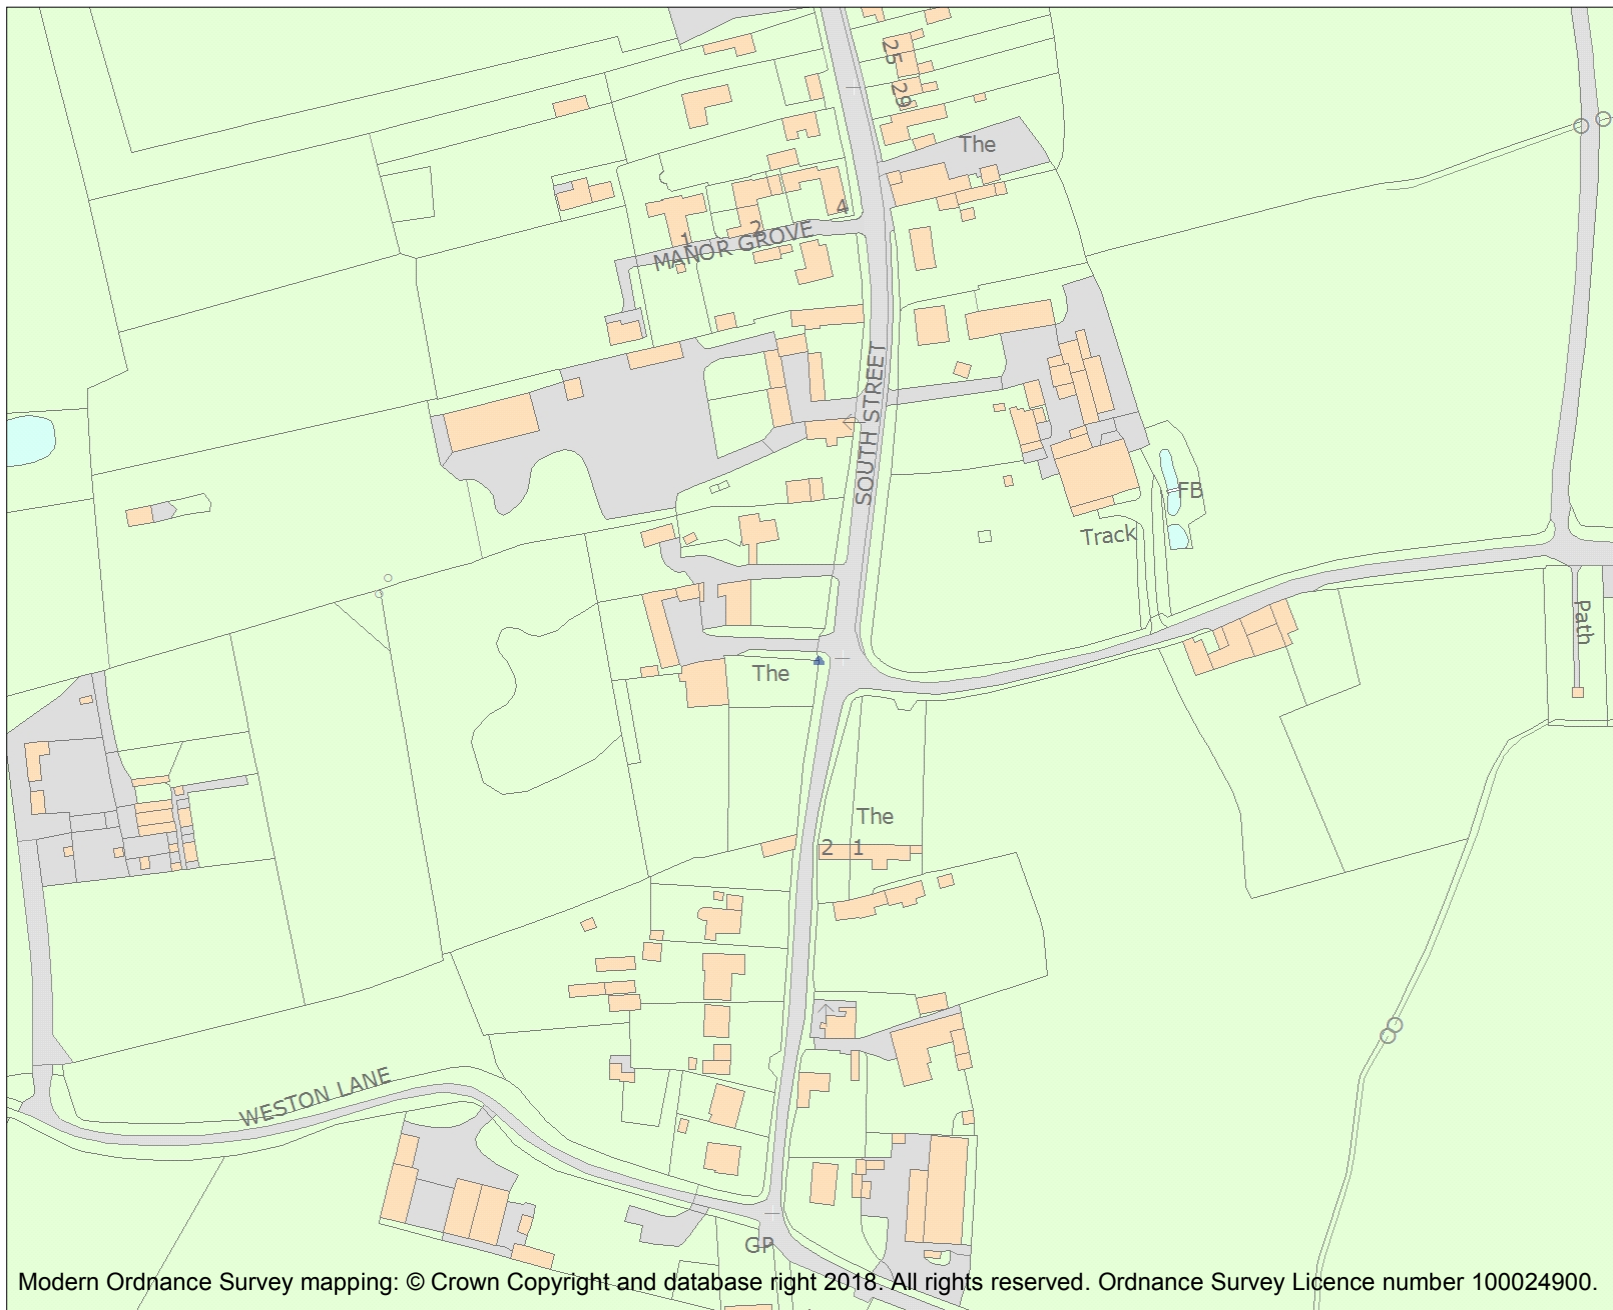 25
29
The
4
2
1
MANOR GROVE
SOUTH STREET
FB
Track
Path
The
The
2 1
WESTON LANE
GP
Modern Ordnance Survey mapping: © Crown Copyright and database right 2018. All rights reserved. Ordnance Survey Licence number 100024900.